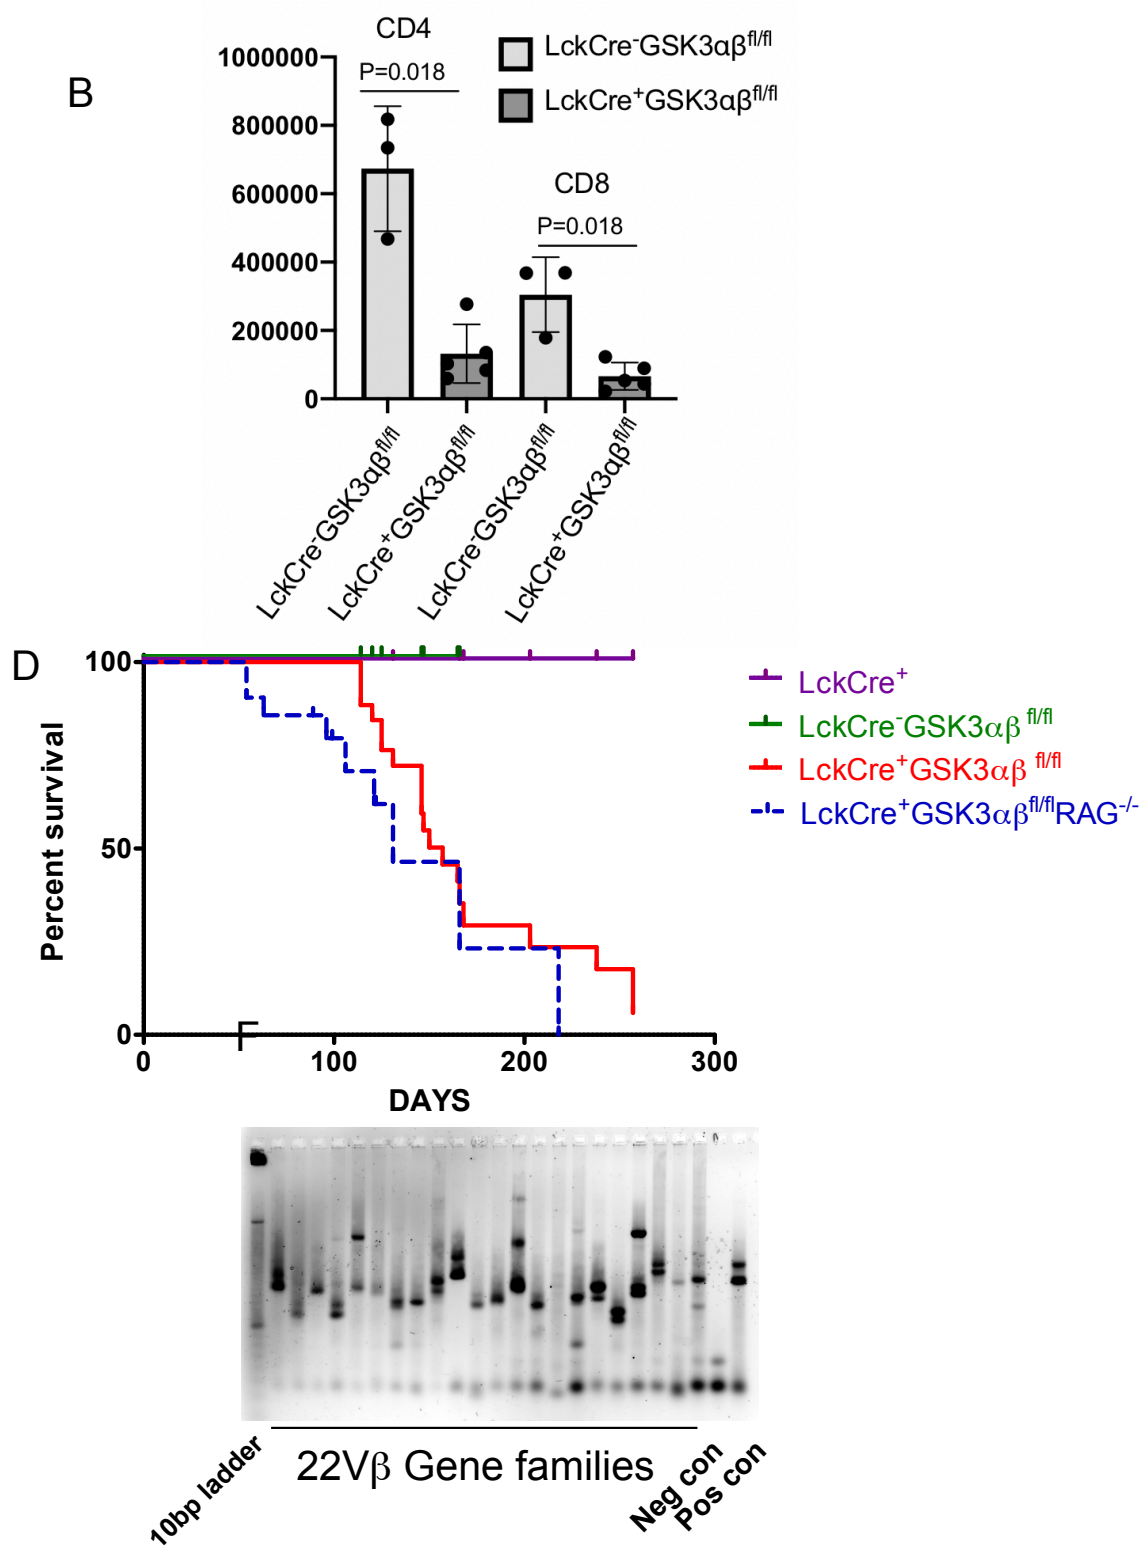 B
CD4
P=0.018
LckCre⁻GSK3αβfl/fl
LckCre⁺GSK3αβfl/fl
CD8
P=0.018
1000000
800000
600000
400000
200000
0
LckCre⁻GSK3αβfl/fl
LckCre⁺GSK3αβfl/fl
LckCre⁻GSK3αβfl/fl
LckCre⁺GSK3αβfl/fl
D
Percent survival
100
50
0
0 100 200 300
DAYS
LckCre⁺
LckCre⁻GSK3αβ fl/fl
LckCre⁺GSK3αβ fl/fl
LckCre⁺GSK3αβfl/flRAG⁻/⁻
10bp ladder
22Vβ Gene families
Neg con
Pos con